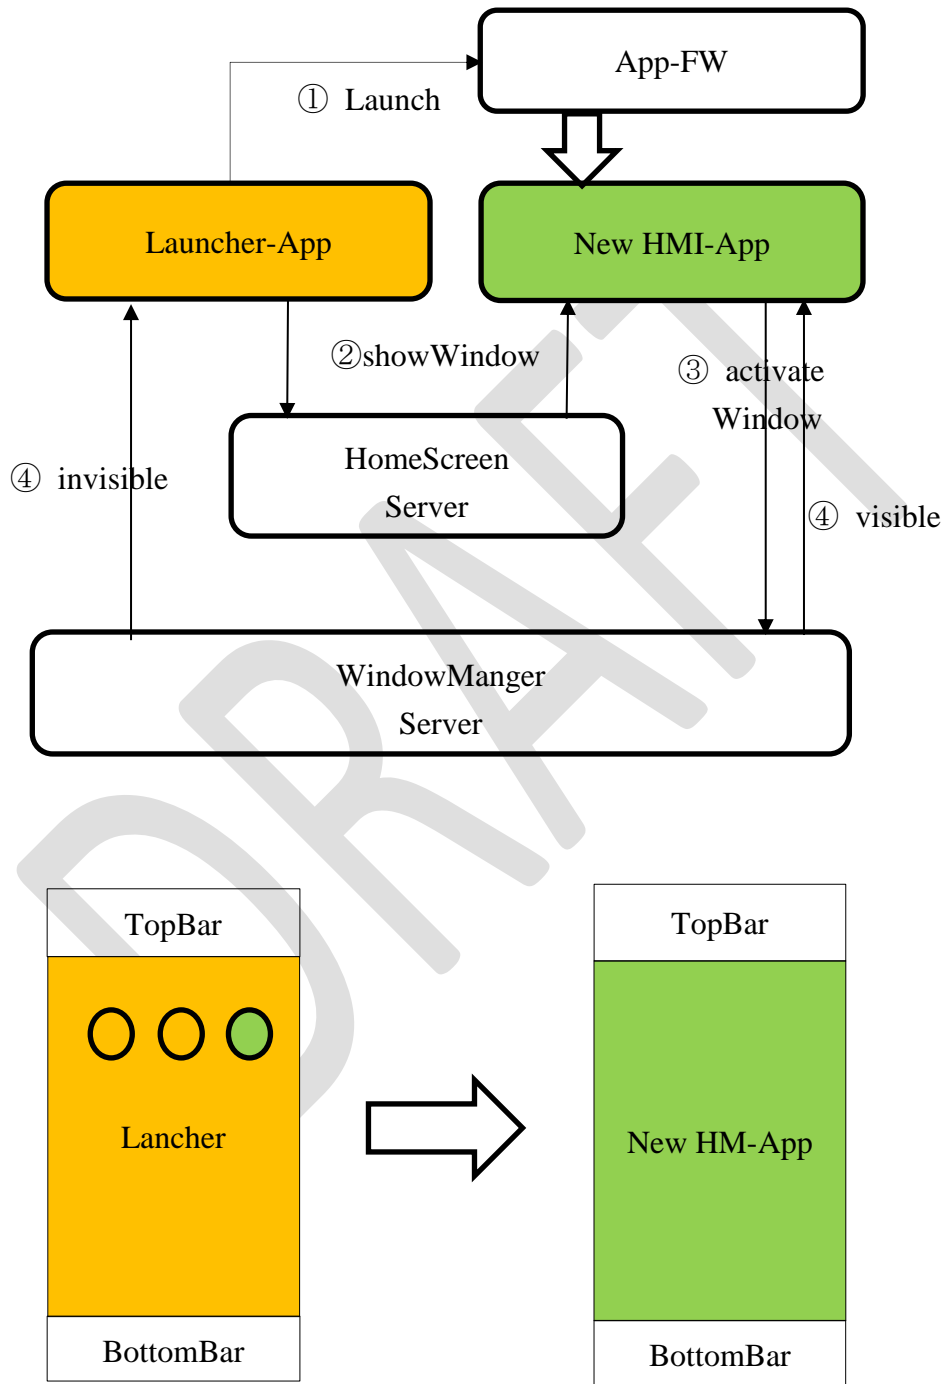 App-FW
① Launch
Launcher-App
New HMI-App
②showWindow
③ activate
Window
HomeScreen
Server
④ invisible
④ visible
WindowManger
Server
DRAFT
TopBar
TopBar
Lancher
New HM-App
BottomBar
BottomBar